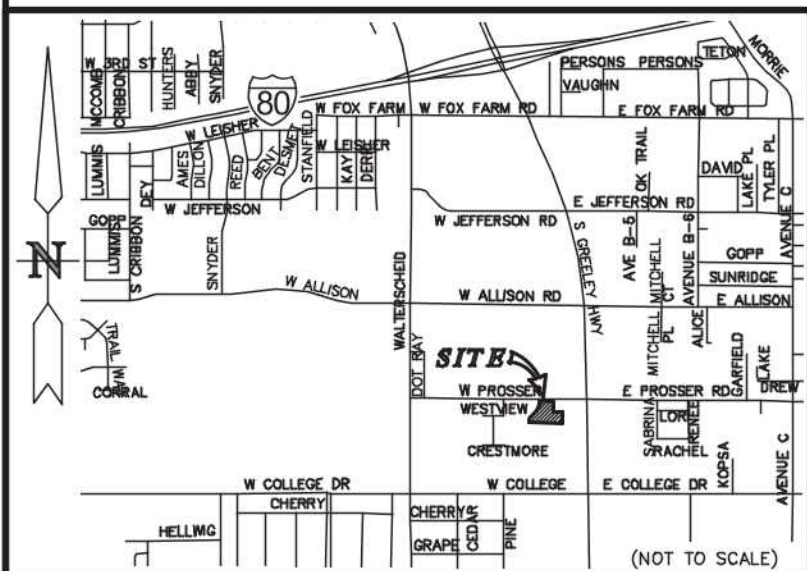 W 3RD ST
MCCOMB
CRIBBON
HUNTERS
ABBY
SNYDER
80
W LEISHER
W FOX FARM
W FOX FARM RD
E FOX FARM RD
PERSONS PERSONS
VAUGHN
TETON
MORRIE
LUMMIS
DEY
AMES
DILLON
REED
BENT
DESMET
STANFIELD
W LEISHER
KAY
DERR
OK TRAIL
DAVID
LAKE PL
TYLER PL
AVENUE C
W JEFFERSON
W JEFFERSON RD
E JEFFERSON RD
GOPP
LUMMIS
S CRIBBON
SNYDER
N
S GREELEY HWY
AVE B-5
AVENUE B-6
GOPP
SUNRIDGE
W ALLISON
W ALLISON RD
E ALLISON
WALTERSCHEID
MITCHELL
MITCHELL
PL
CT
ALICE
TRAIL WA
CORRAL
DOT RAY
SITE
W PROSSER
E PROSSER RD
GARFIELD
LAKE
DREW
WESTVIEW
CRESTMORE
SABRINA
LORI
RENEE
RACHEL
KOPSA
AVENUE C
W COLLEGE DR
W COLLEGE
E COLLEGE DR
CHERRY
CHERRY
HELLWIG
GRAPE
CEDAR
PINE
(NOT TO SCALE)